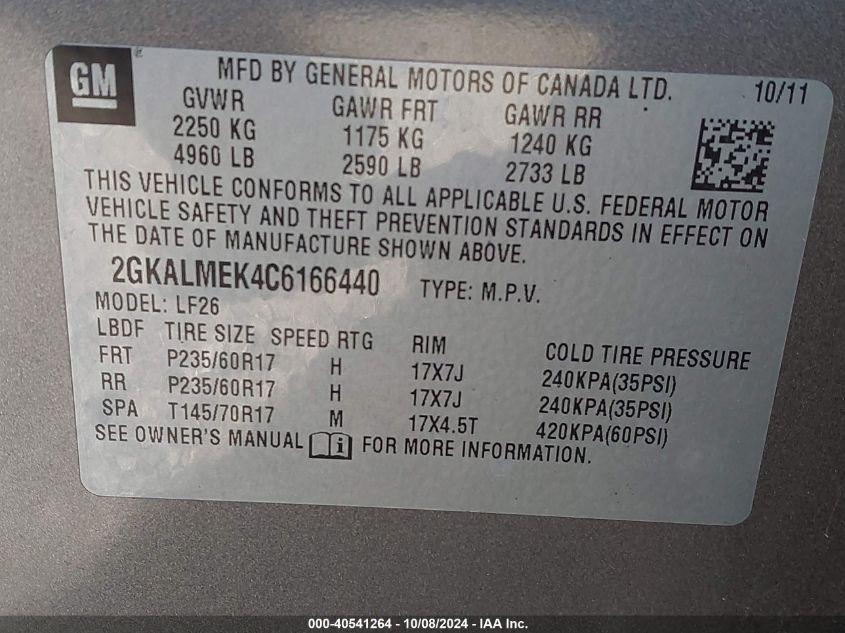 GM
MFD BY GENERAL MOTORS OF CANADA LTD. 10/11
GVWR GAWR FRT GAWR RR
2250 KG 1175 KG 1240 KG
4960 LB 2590 LB 2733 LB
THIS VEHICLE CONFORMS TO ALL APPLICABLE U.S. FEDERAL MOTOR
VEHICLE SAFETY AND THEFT PREVENTION STANDARDS IN EFFECT ON
THE DATE OF MANUFACTURE SHOWN ABOVE.
2GKALMEK4C6166440 TYPE: M.P.V.
MODEL: LF26
LBDF TIRE SIZE SPEED RTG RIM COLD TIRE PRESSURE
FRT P235/60R17 H 17X7J 240KPA(35PSI)
RR P235/60R17 H 17X7J 240KPA(35PSI)
SPA T145/70R17 M 17X4.5T 420KPA(60PSI)
SEE OWNER'S MANUAL i FOR MORE INFORMATION.
000-40541264 - 10/08/2024 - IAA Inc.